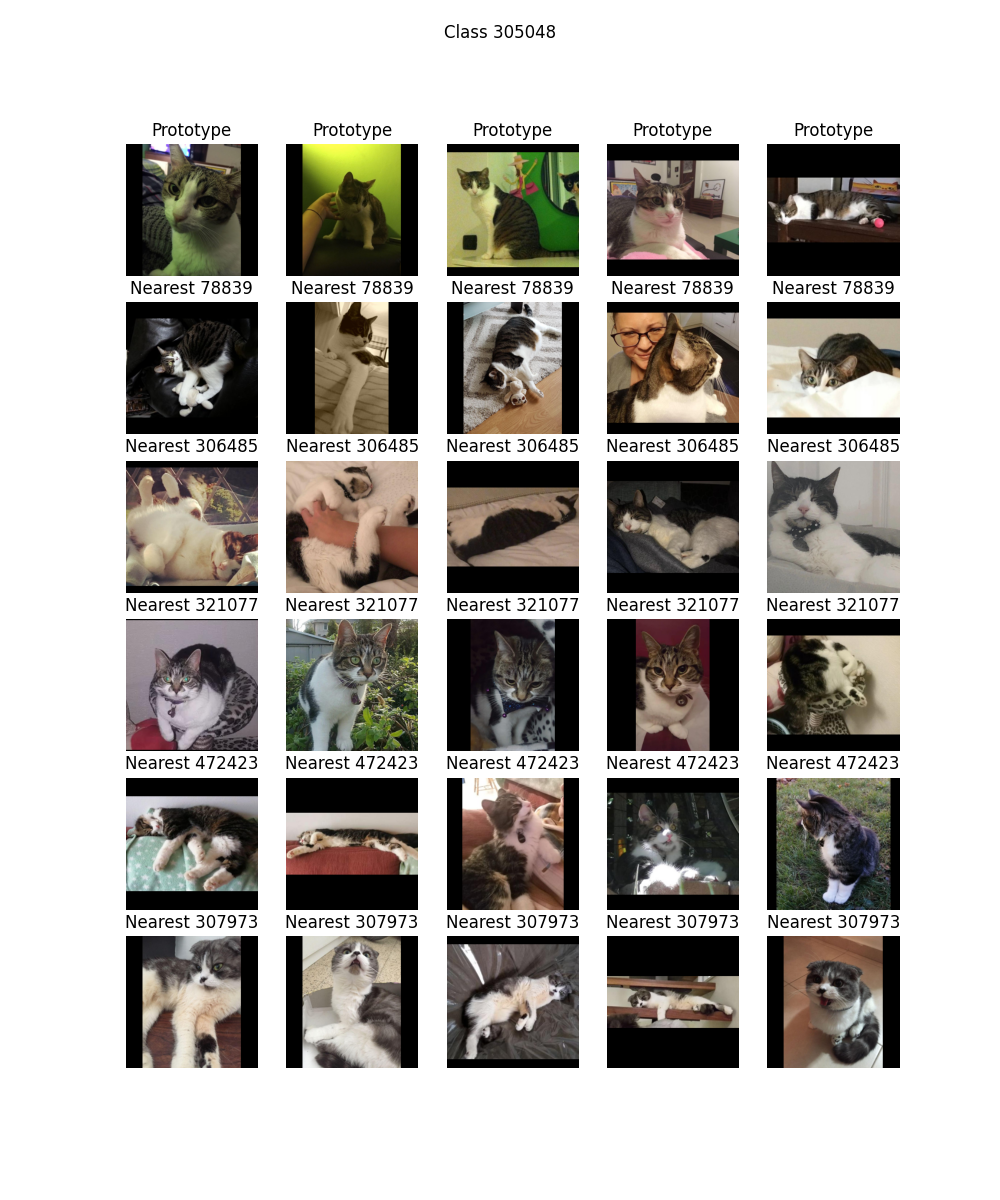 Class 305048
Prototype Prototype Prototype Prototype Prototype
Nearest 78839 Nearest 78839 Nearest 78839 Nearest 78839 Nearest 78839
Nearest 306485 Nearest 306485 Nearest 306485 Nearest 306485 Nearest 306485
Nearest 321077 Nearest 321077 Nearest 321077 Nearest 321077 Nearest 321077
Nearest 472423 Nearest 472423 Nearest 472423 Nearest 472423 Nearest 472423
Nearest 307973 Nearest 307973 Nearest 307973 Nearest 307973 Nearest 307973